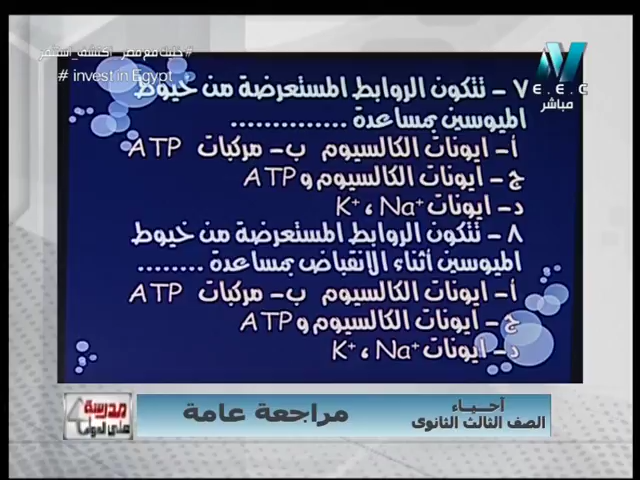 #خليك_مع_مصر_اكتشف_استثمر
# invest in Egypt
E.E.C
مباشر
٧ - تتكون الروابط المستعرضة من خيوط
الميوسين بمساعدة ..............
أ- ايونات الكالسيوم ب- مركبات ATP
ج - ايونات الكالسيوم و ATP
د- ايونات Na⁺ ، K⁺
٨ - تتكون الروابط المستعرضة من خيوط
الميوسين أثناء الانقباض بمساعدة ........
أ- ايونات الكالسيوم ب- مركبات ATP
ج - ايونات الكالسيوم و ATP
د- ايونات Na⁺ ، K⁺
مدرسة
على الهواء
مراجعة عامة
أحياء
الصف الثالث الثانوى